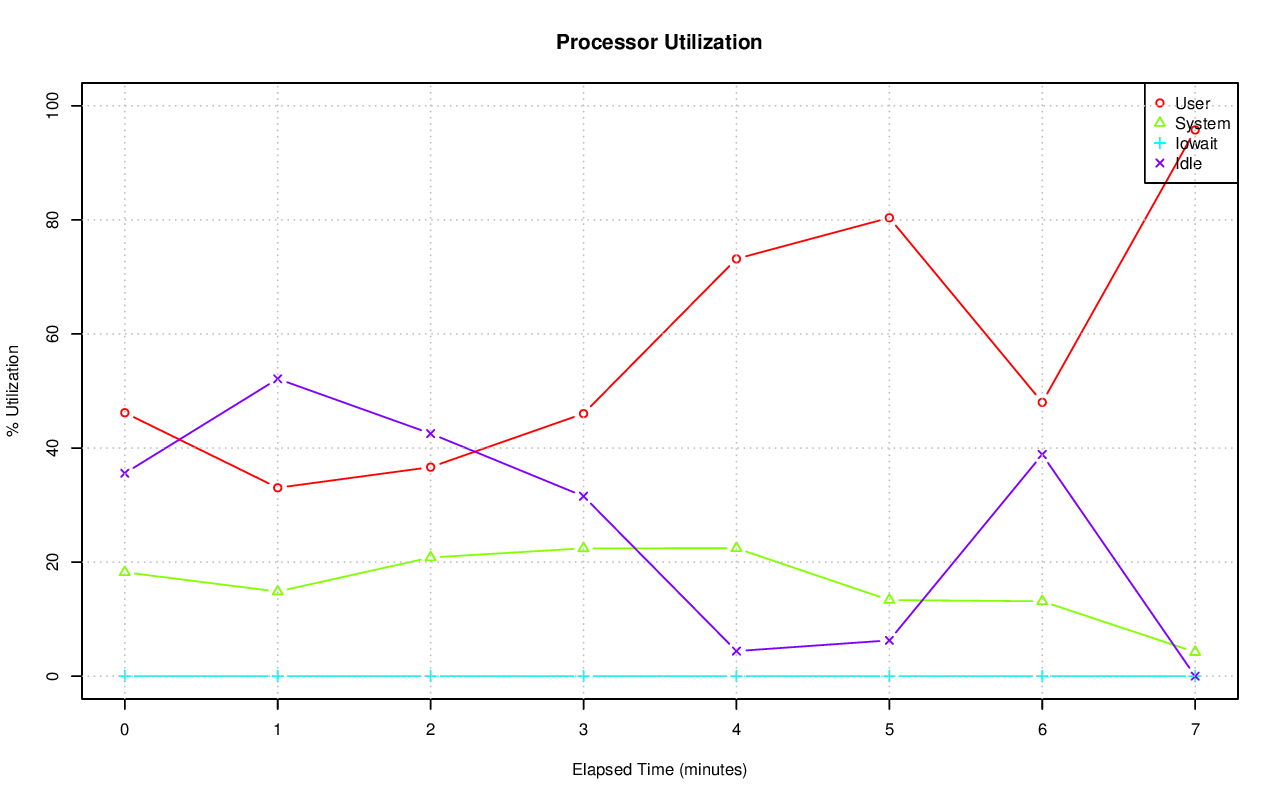 Processor Utilization
% Utilization
100
80
60
40
20
0
User
System
Iowait
Idle
0 1 2 3 4 5 6 7
Elapsed Time (minutes)